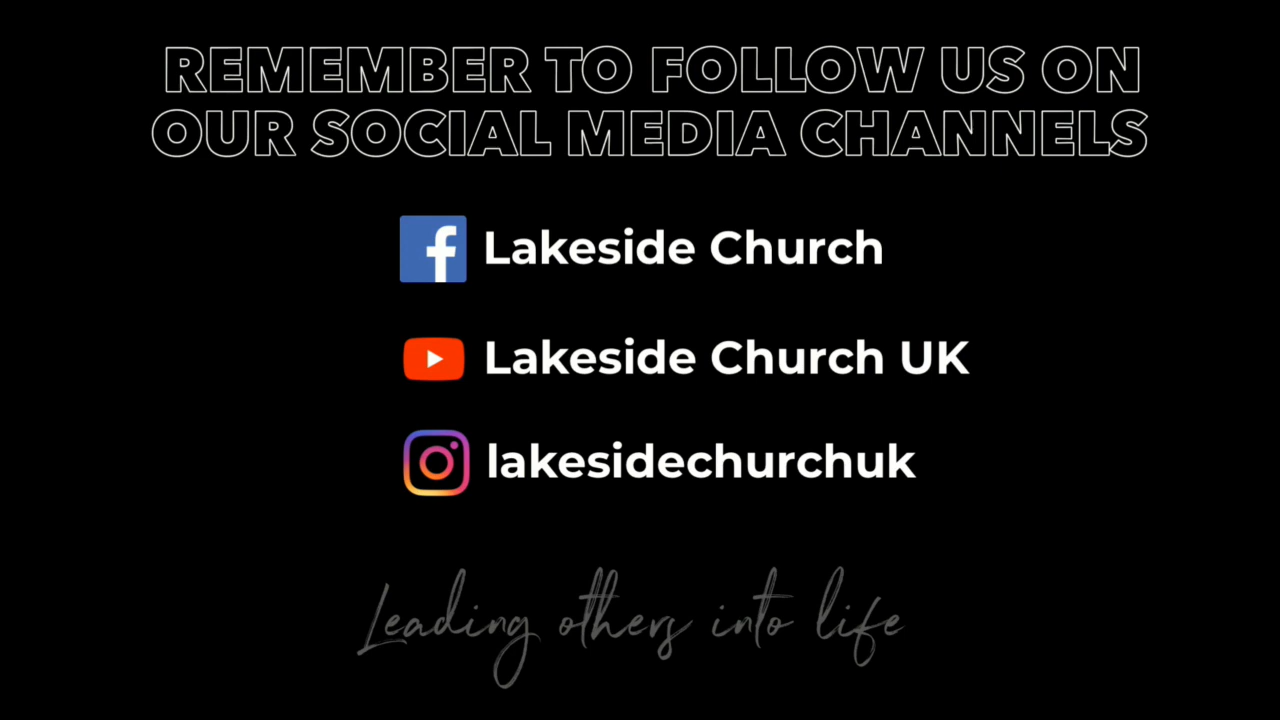 REMEMBER TO FOLLOW US ON
OUR SOCIAL MEDIA CHANNELS
Lakeside Church
Lakeside Church UK
lakesidechurchuk
Leading others into life